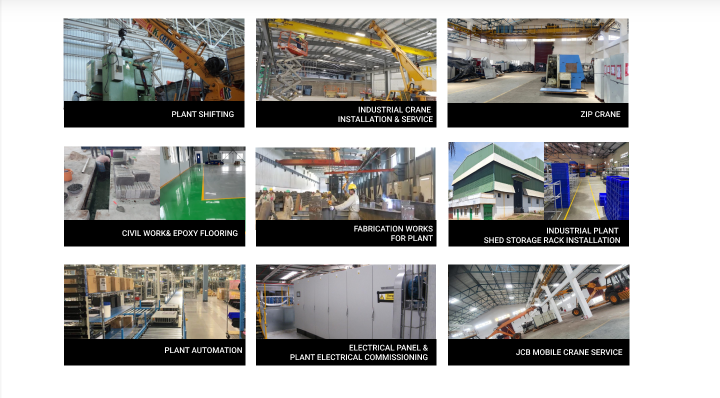 PLANT SHIFTING
INDUSTRIAL CRANE
INSTALLATION & SERVICE
ZIP CRANE
CIVIL WORK& EPOXY FLOORING
FABRICATION WORKS
FOR PLANT
INDUSTRIAL PLANT
SHED STORAGE RACK INSTALLATION
PLANT AUTOMATION
ELECTRICAL PANEL &
PLANT ELECTRICAL COMMISSIONING
JCB MOBILE CRANE SERVICE